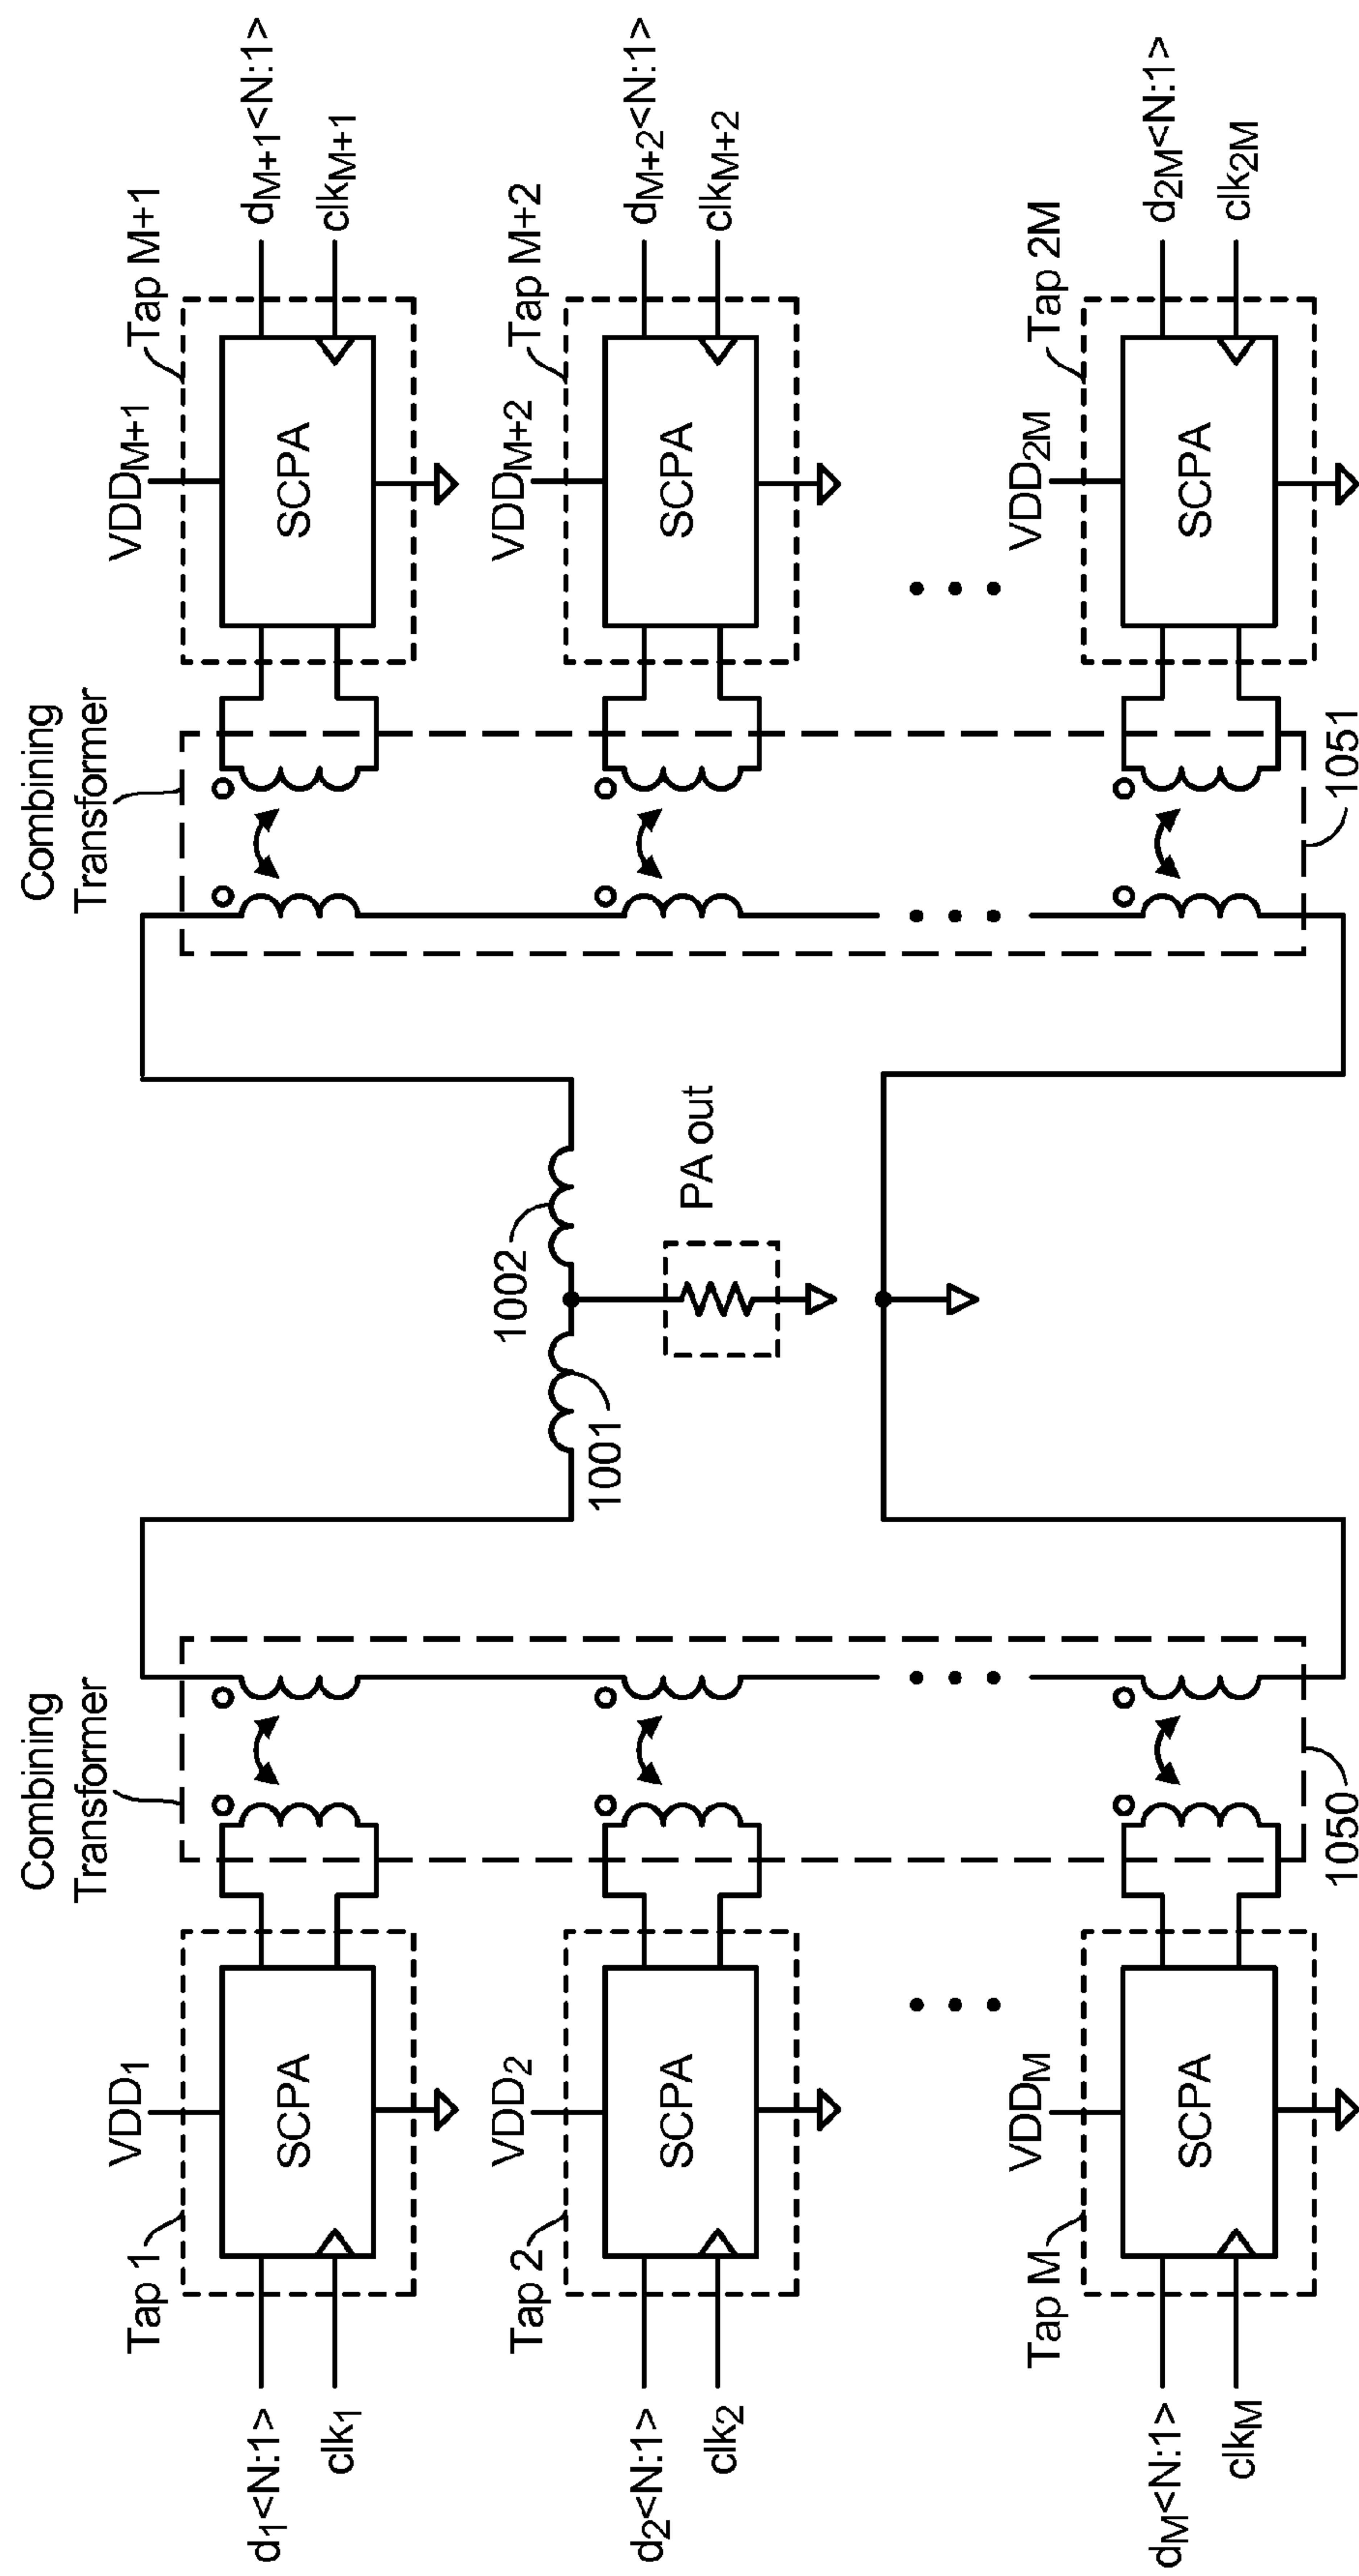 Combining
Transformer
Combining
Transformer
Tap 1
VDD1
SCPA
d1<N:1>
clk1
Tap 2
VDD2
SCPA
d2<N:1>
clk2
Tap M
VDDM
SCPA
dM<N:1>
clkM
1050
1001
1002
PA out
VDDM+1
Tap M+1
SCPA
dM+1<N:1>
clkM+1
VDDM+2
Tap M+2
SCPA
dM+2<N:1>
clkM+2
VDD2M
Tap 2M
SCPA
d2M<N:1>
clk2M
1051